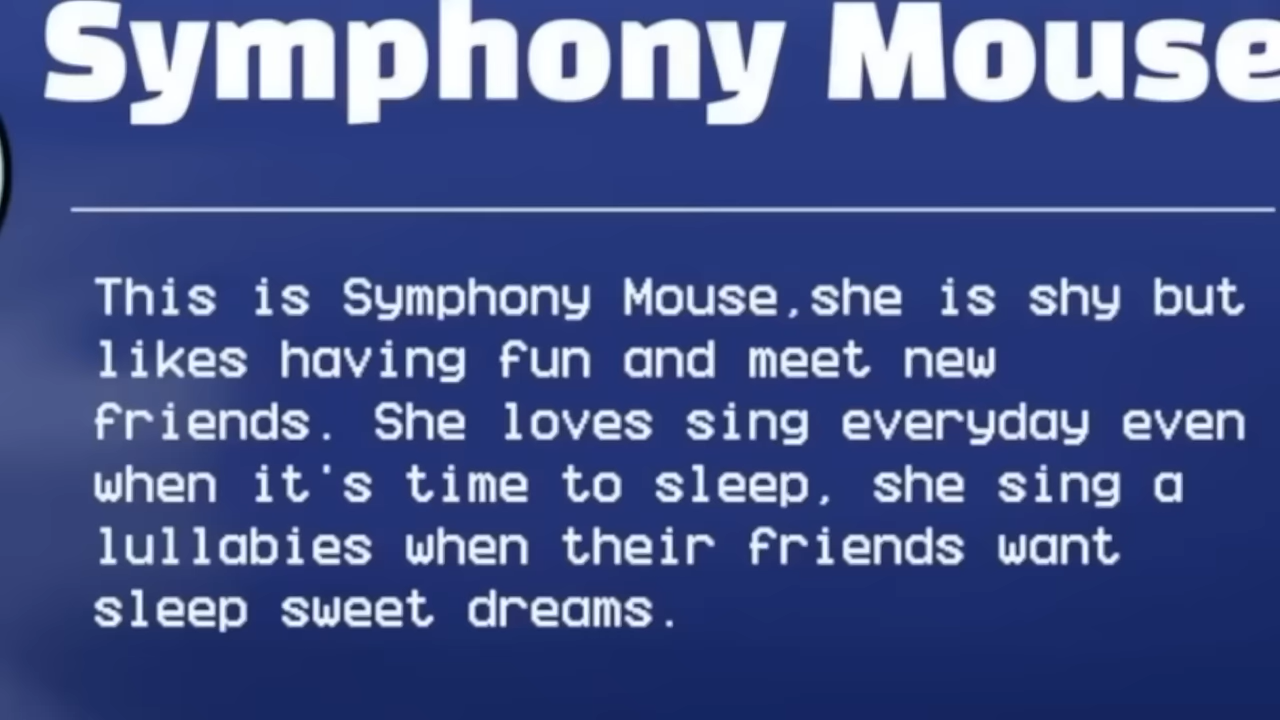 Symphony Mouse
This is Symphony Mouse,she is shy but
likes having fun and meet new
friends. She loves sing everyday even
when it's time to sleep, she sing a
lullabies when their friends want
sleep sweet dreams.